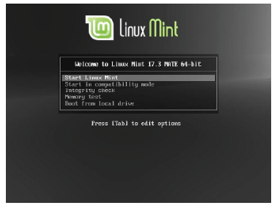 Linux Mint
Welcome to Linux Mint 17.3 MATE 64-bit
Start Linux Mint
Start in compatibility mode
Integrity check
Memory test
Boot from local drive
Press [Tab] to edit options